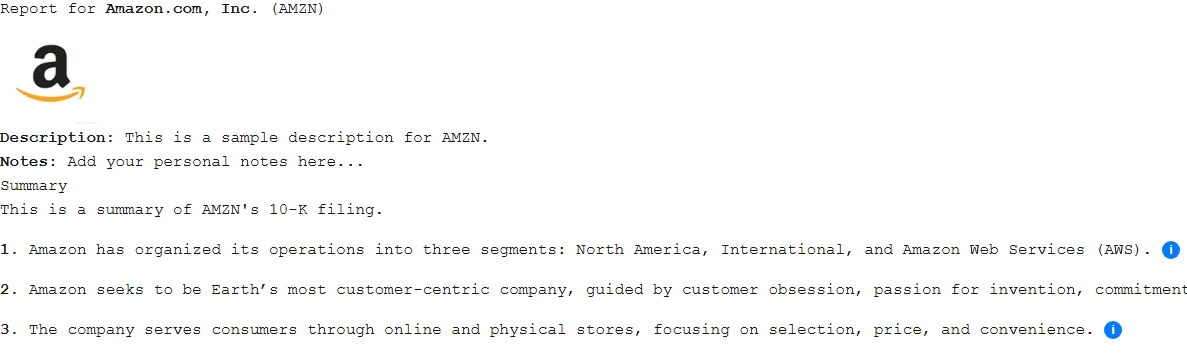 Report for Amazon.com, Inc. (AMZN)
a
Description: This is a sample description for AMZN.
Notes: Add your personal notes here...
Summary
This is a summary of AMZN's 10-K filing.
1. Amazon has organized its operations into three segments: North America, International, and Amazon Web Services (AWS). i
2. Amazon seeks to be Earth’s most customer-centric company, guided by customer obsession, passion for invention, commitment
3. The company serves consumers through online and physical stores, focusing on selection, price, and convenience. i